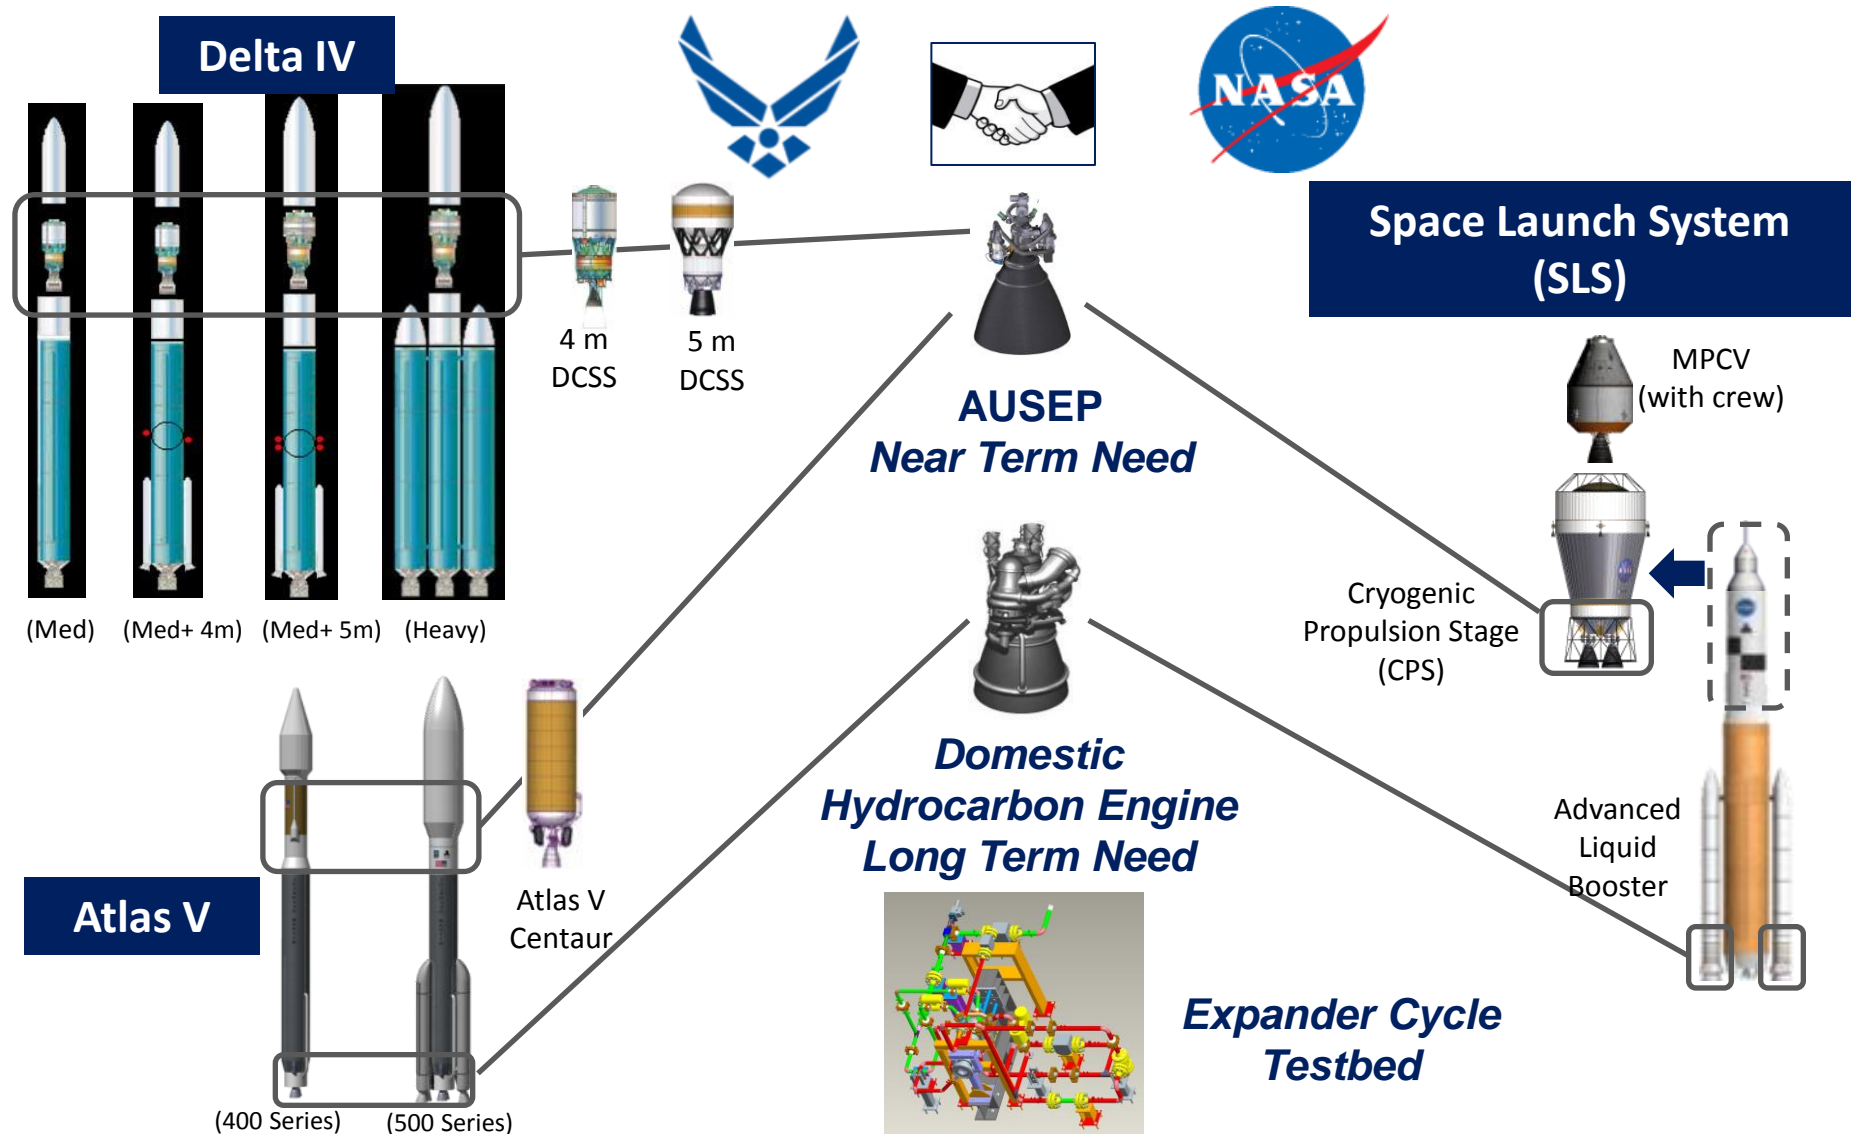 Delta IV
NASA
Space Launch System
(SLS)
4 m
DCSS
5 m
DCSS
MPCV
(with crew)
AUSEP
Near Term Need
(Med)
(Med+ 4m)
(Med+ 5m)
(Heavy)
Cryogenic
Propulsion Stage
(CPS)
Domestic
Hydrocarbon Engine
Long Term Need
Advanced
Liquid
Booster
Atlas V
Atlas V
Centaur
Expander Cycle
Testbed
(400 Series)
(500 Series)